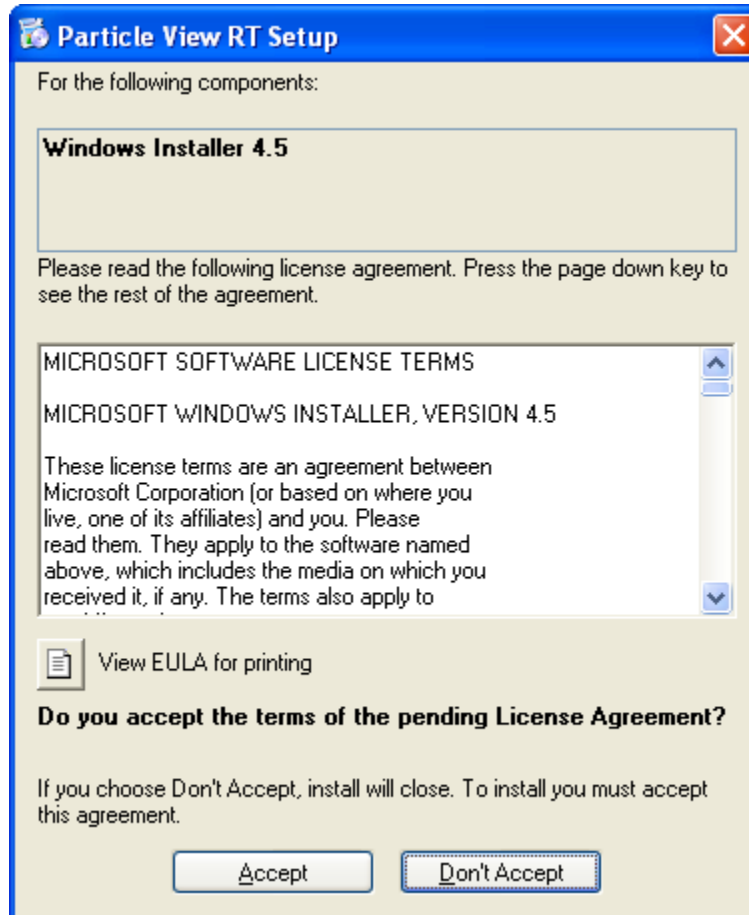 Particle View RT Setup
For the following components:
Windows Installer 4.5
Please read the following license agreement. Press the page down key to
see the rest of the agreement.
MICROSOFT SOFTWARE LICENSE TERMS
MICROSOFT WINDOWS INSTALLER, VERSION 4.5
These license terms are an agreement between
Microsoft Corporation (or based on where you
live, one of its affiliates) and you. Please
read them. They apply to the software named
above, which includes the media on which you
received it, if any. The terms also apply to
View EULA for printing
Do you accept the terms of the pending License Agreement?
If you choose Don't Accept, install will close. To install you must accept
this agreement.
Accept
Don't Accept